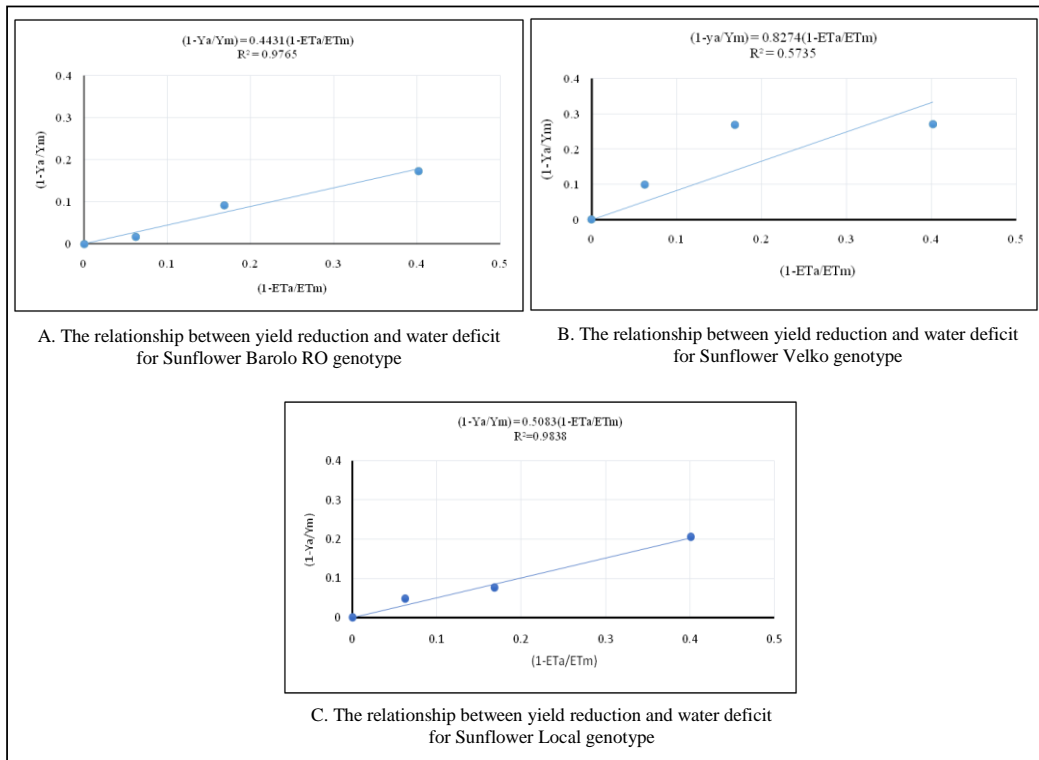 (1-Ya/Ym)=0.4431(1-ETa/ETm)
R²=0.9765
0.4
0.3
0.2
0.1
0
(1-Ya/Ym)
0 0.1 0.2 0.3 0.4 0.5
(1-ETa/ETm)
A. The relationship between yield reduction and water deficit
for Sunflower Barolo RO genotype
(1-ya/Ym)=0.8274(1-ETa/ETm)
R²=0.5735
0.4
0.3
0.2
0.1
0
(1-Ya/Ym)
0 0.1 0.2 0.3 0.4 0.5
(1-ETa/ETm)
B. The relationship between yield reduction and water deficit
for Sunflower Velko genotype
(1-Ya/Ym)=0.5083(1-ETa/ETm)
R²=0.9838
0.4
0.3
0.2
0.1
0
(1-Ya/Ym)
0 0.1 0.2 0.3 0.4 0.5
(1-ETa/ETm)
C. The relationship between yield reduction and water deficit
for Sunflower Local genotype